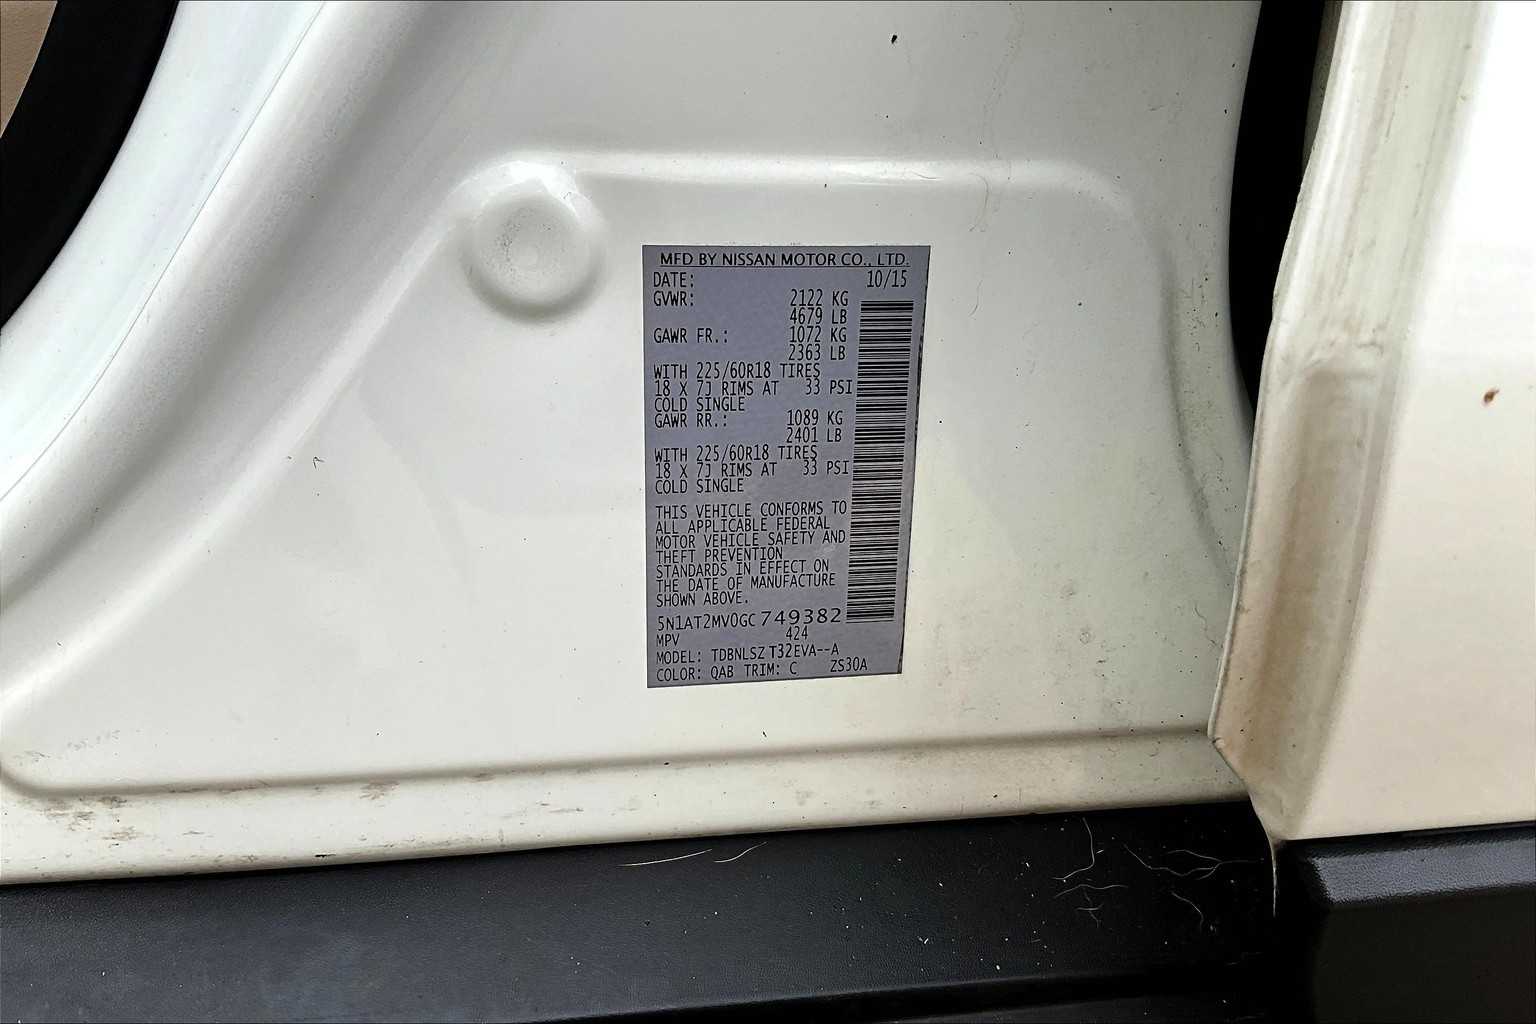 MFD BY NISSAN MOTOR CO., LTD.
DATE: 10/15
GVWR: 2122 KG
4679 LB
GAWR FR.: 1072 KG
2363 LB
WITH 225/60R18 TIRES
18 X 7J RIMS AT 33 PSI
COLD SINGLE
GAWR RR.: 1089 KG
2401 LB
WITH 225/60R18 TIRES
18 X 7J RIMS AT 33 PSI
COLD SINGLE
THIS VEHICLE CONFORMS TO
ALL APPLICABLE FEDERAL
MOTOR VEHICLE SAFETY AND
THEFT PREVENTION
STANDARDS IN EFFECT ON
THE DATE OF MANUFACTURE
SHOWN ABOVE.
5N1AT2MV0GC749382
MPV 424
MODEL: TDBNLSZ T32EVA--A
COLOR: QAB TRIM: C ZS30A